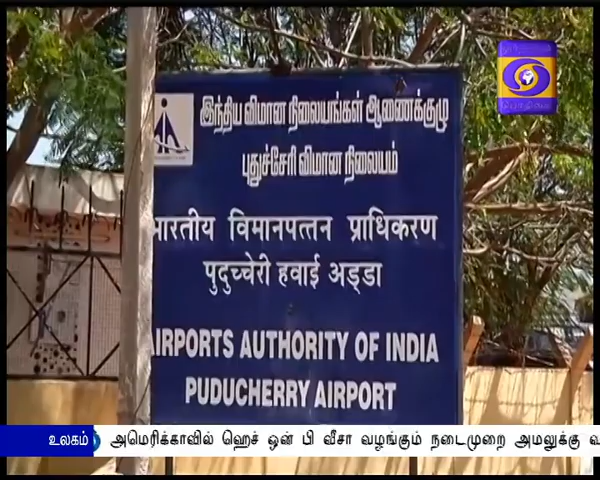 இந்திய விமான நிலையங்கள் ஆணைக்குழு
புதுச்சேரி விமான நிலையம்
भारतीय विमानपत्तन प्राधिकरण
पुदुच्चेरी हवाई अड्डा
AIRPORTS AUTHORITY OF INDIA
PUDUCHERRY AIRPORT
பொதிகை
உலகம்
அமெரிக்காவில் ஹெச் ஒன் பி வீசா வழங்கும் நடைமுறை அமலுக்கு